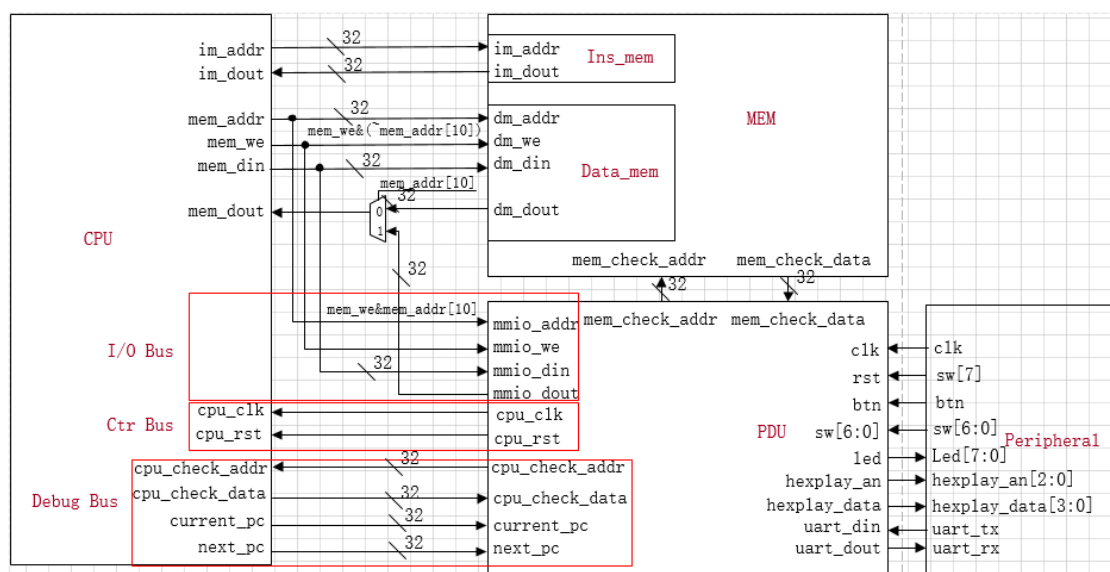 im_addr
32
im_addr
im_dout
32
im_dout
Ins_mem
MEM
mem_addr
32
dm_addr
mem_we
mem_we&(~mem_addr[10])
dm_we
mem_din
32
dm_din
Data_mem
mem_addr[10]
32
mem_dout
0
1
dm_dout
CPU
32
mem_check_addr
mem_check_data
32
32
I/O Bus
mem_we&mem_addr[10]
mmio_addr
mmio_we
32
mmio_din
mmio_dout
mem_check_addr
mem_check_data
Ctr Bus
cpu_clk
cpu_clk
cpu_rst
cpu_rst
Debug Bus
cpu_check_addr
32
cpu_check_addr
cpu_check_data
32
cpu_check_data
current_pc
32
current_pc
next_pc
32
next_pc
PDU
clk
clk
rst
sw[7]
btn
btn
sw[6:0]
sw[6:0]
Peripheral
led
Led[7:0]
hexplay_an
hexplay_an[2:0]
hexplay_data
hexplay_data[3:0]
uart_din
uart_tx
uart_dout
uart_rx